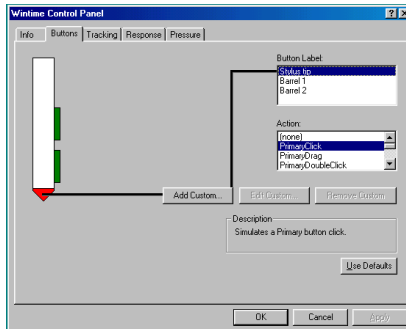 Wintime Control Panel
Info
Buttons
Tracking
Response
Pressure
Button Label:
Stylus tip
Barrel 1
Barrel 2
Action:
(none)
PrimaryClick
PrimaryDrag
PrimaryDoubleClick
Add Custom...
Edit Custom...
Remove Custom
Description
Simulates a Primary button click.
Use Defaults
OK
Cancel
Apply